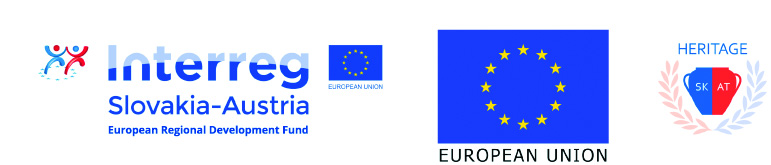 Interreg
EUROPEAN UNION
Slovakia-Austria
European Regional Development Fund
EUROPEAN UNION
HERITAGE
SK AT